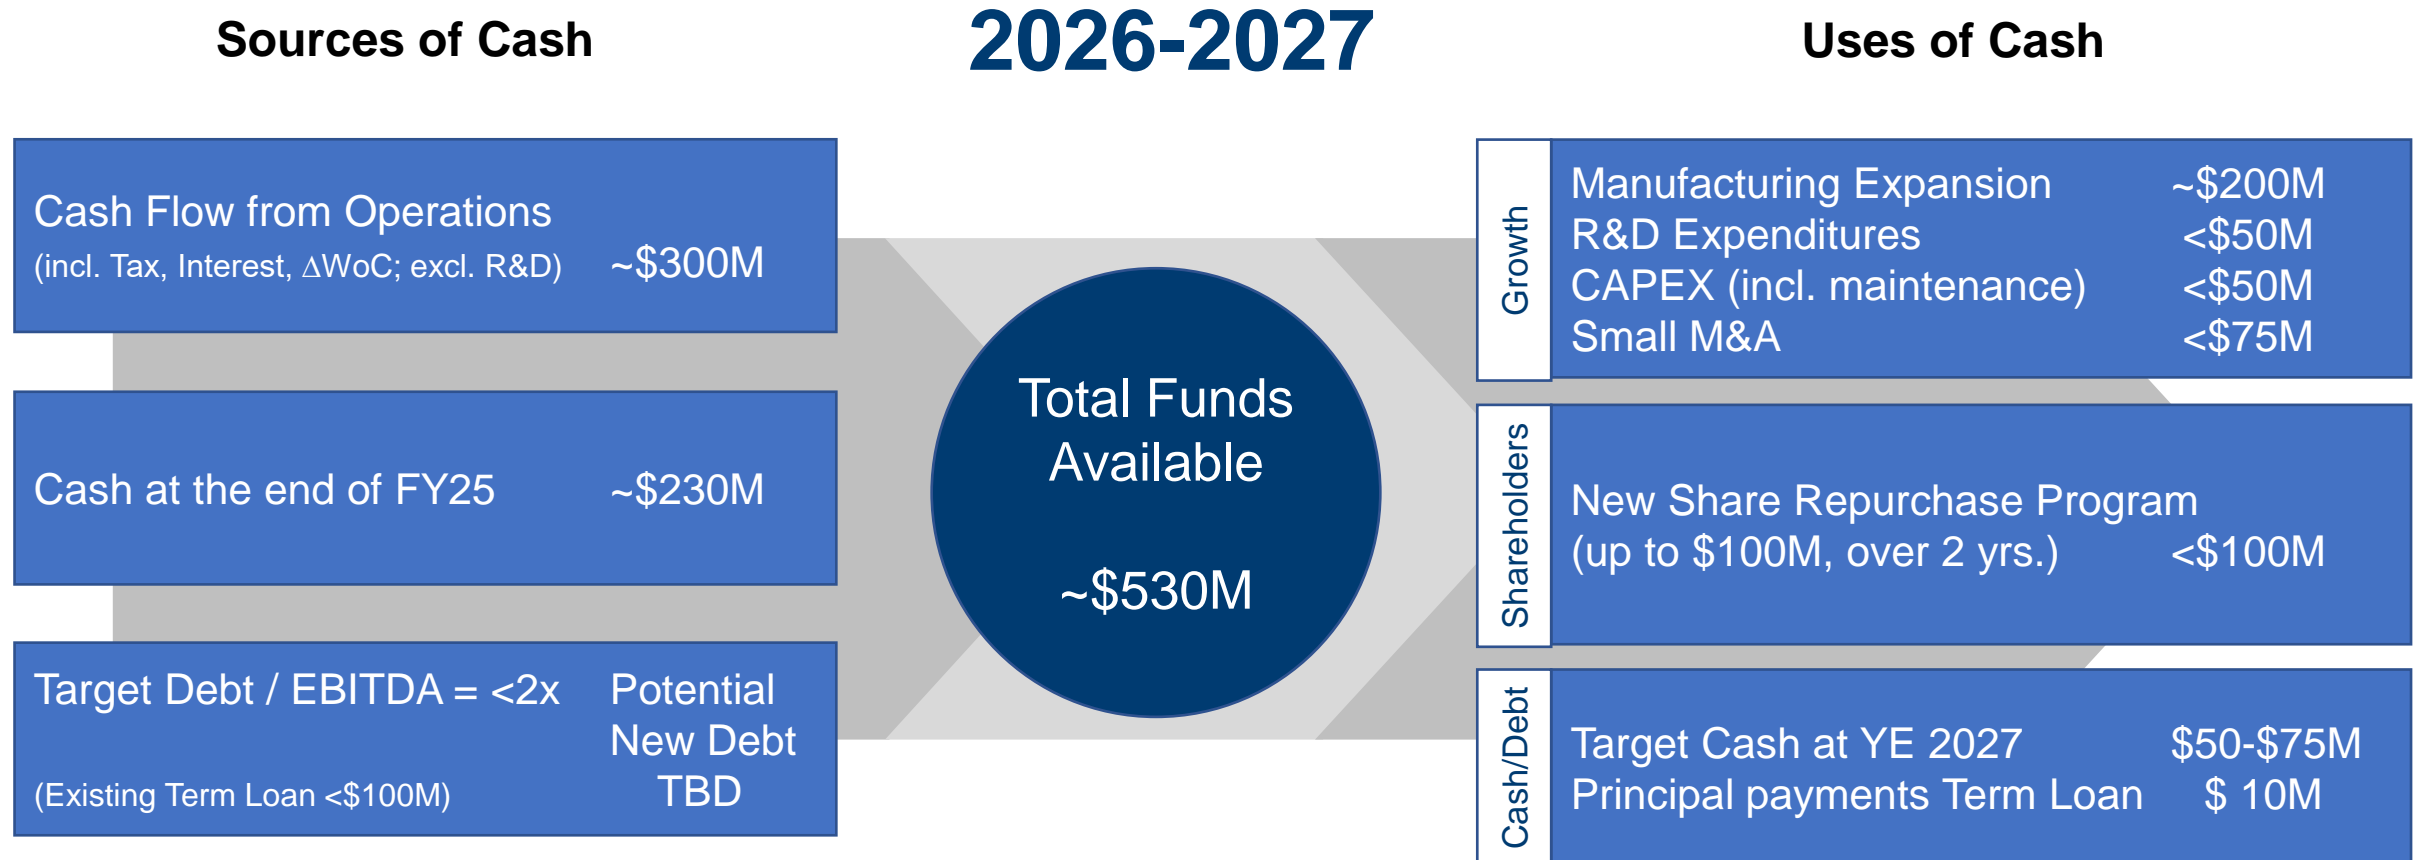 Sources of Cash
2026-2027
Uses of Cash
Cash Flow from Operations
(incl. Tax, Interest, ∆WoC; excl. R&D) ~$300M
Cash at the end of FY25 ~$230M
Target Debt / EBITDA = <2x Potential
New Debt
(Existing Term Loan <$100M) TBD
Total Funds
Available
~$530M
Growth
Manufacturing Expansion ~$200M
R&D Expenditures <$50M
CAPEX (incl. maintenance) <$50M
Small M&A <$75M
Shareholders
New Share Repurchase Program
(up to $100M, over 2 yrs.) <$100M
Cash/Debt
Target Cash at YE 2027 $50-$75M
Principal payments Term Loan $ 10M